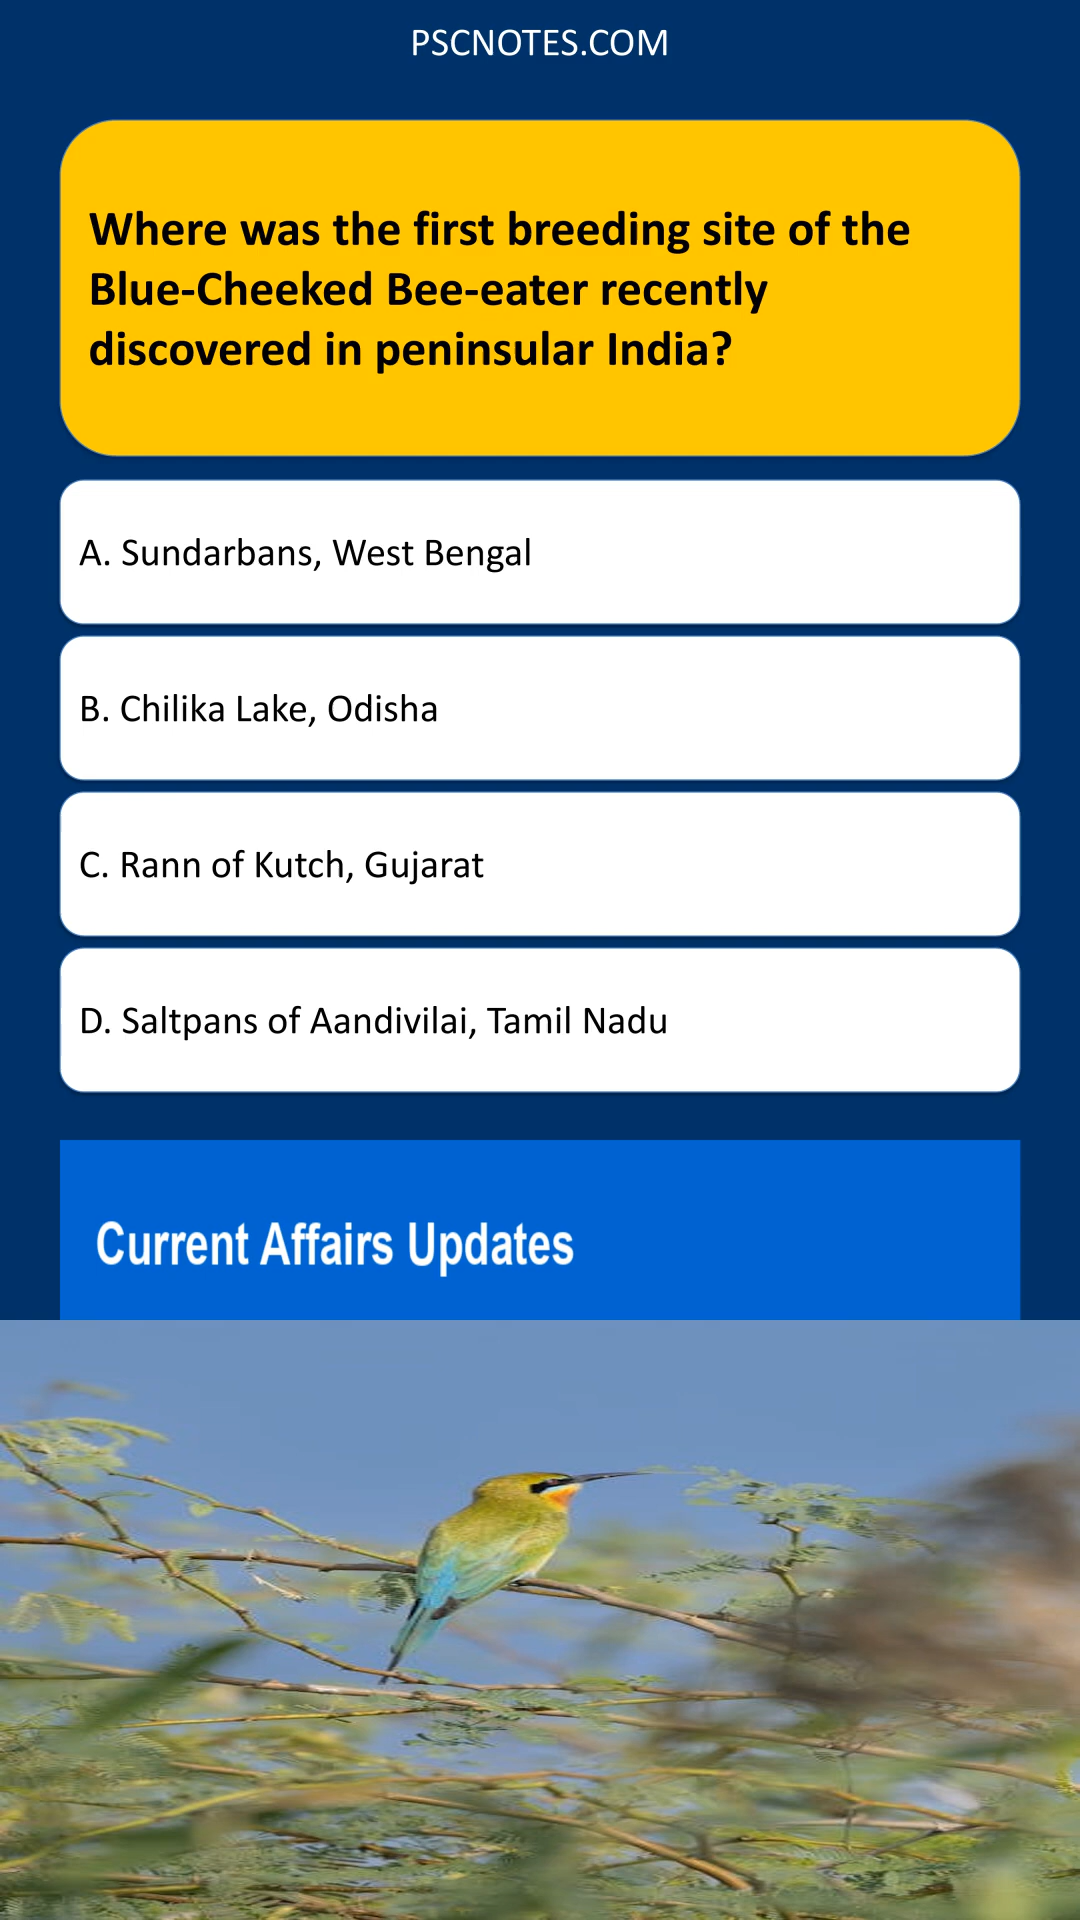 PSCNOTES.COM
Where was the first breeding site of the
Blue-Cheeked Bee-eater recently
discovered in peninsular India?
A. Sundarbans, West Bengal
B. Chilika Lake, Odisha
C. Rann of Kutch, Gujarat
D. Saltpans of Aandivilai, Tamil Nadu
Current Affairs Updates